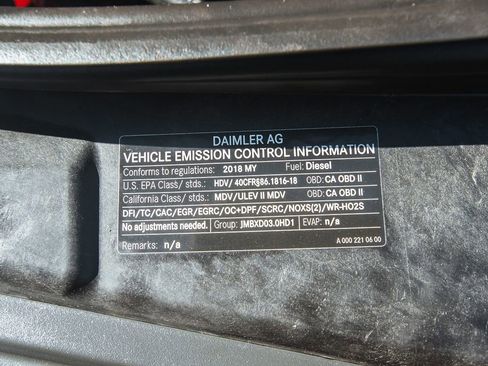 DAIMLER AG
VEHICLE EMISSION CONTROL INFORMATION
Conforms to regulations: 2018 MY Fuel: Diesel
U.S. EPA Class/ stds.: HDV/ 40CFR§86.1816-18 OBD: CA OBD II
California Class/ stds.: MDV/ULEV II MDV OBD: CA OBD II
DFI/TC/CAC/EGR/EGRC/OC+DPF/SCRC/NOXS(2)/WR-HO2S
No adjustments needed. Group: JMBXD03.0HD1 EVAP: n/a
Remarks: n/a A 000 221 06 00